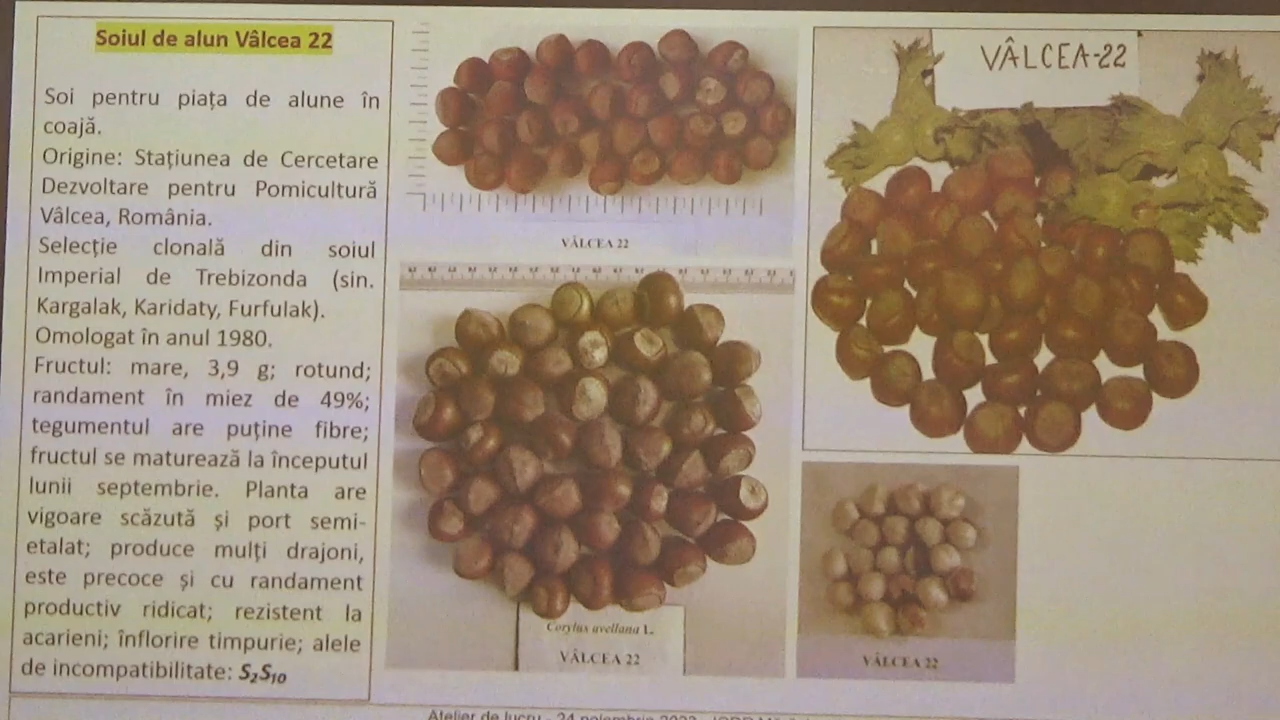 Soiul de alun Vâlcea 22
Soi pentru piața de alune în
coajă.
Origine: Stațiunea de Cercetare
Dezvoltare pentru Pomicultură
Vâlcea, România.
Selecție clonală din soiul
Imperial de Trebizonda (sin.
Kargalak, Karidaty, Furfulak).
Omologat în anul 1980.
Fructul: mare, 3,9 g; rotund;
randament în miez de 49%;
tegumentul are puține fibre;
fructul se maturează la începutul
lunii septembrie. Planta are
vigoare scăzută și port semi-
etalat; produce mulți drajoni,
este precoce și cu randament
productiv ridicat; rezistent la
acarieni; înflorire timpurie; alele
de incompatibilitate: S₂S₁₀
VÂLCEA 22
Corylus avellana L.
VÂLCEA 22
VÂLCEA-22
VÂLCEA 22
Atelier de lucru - 24 noiembrie